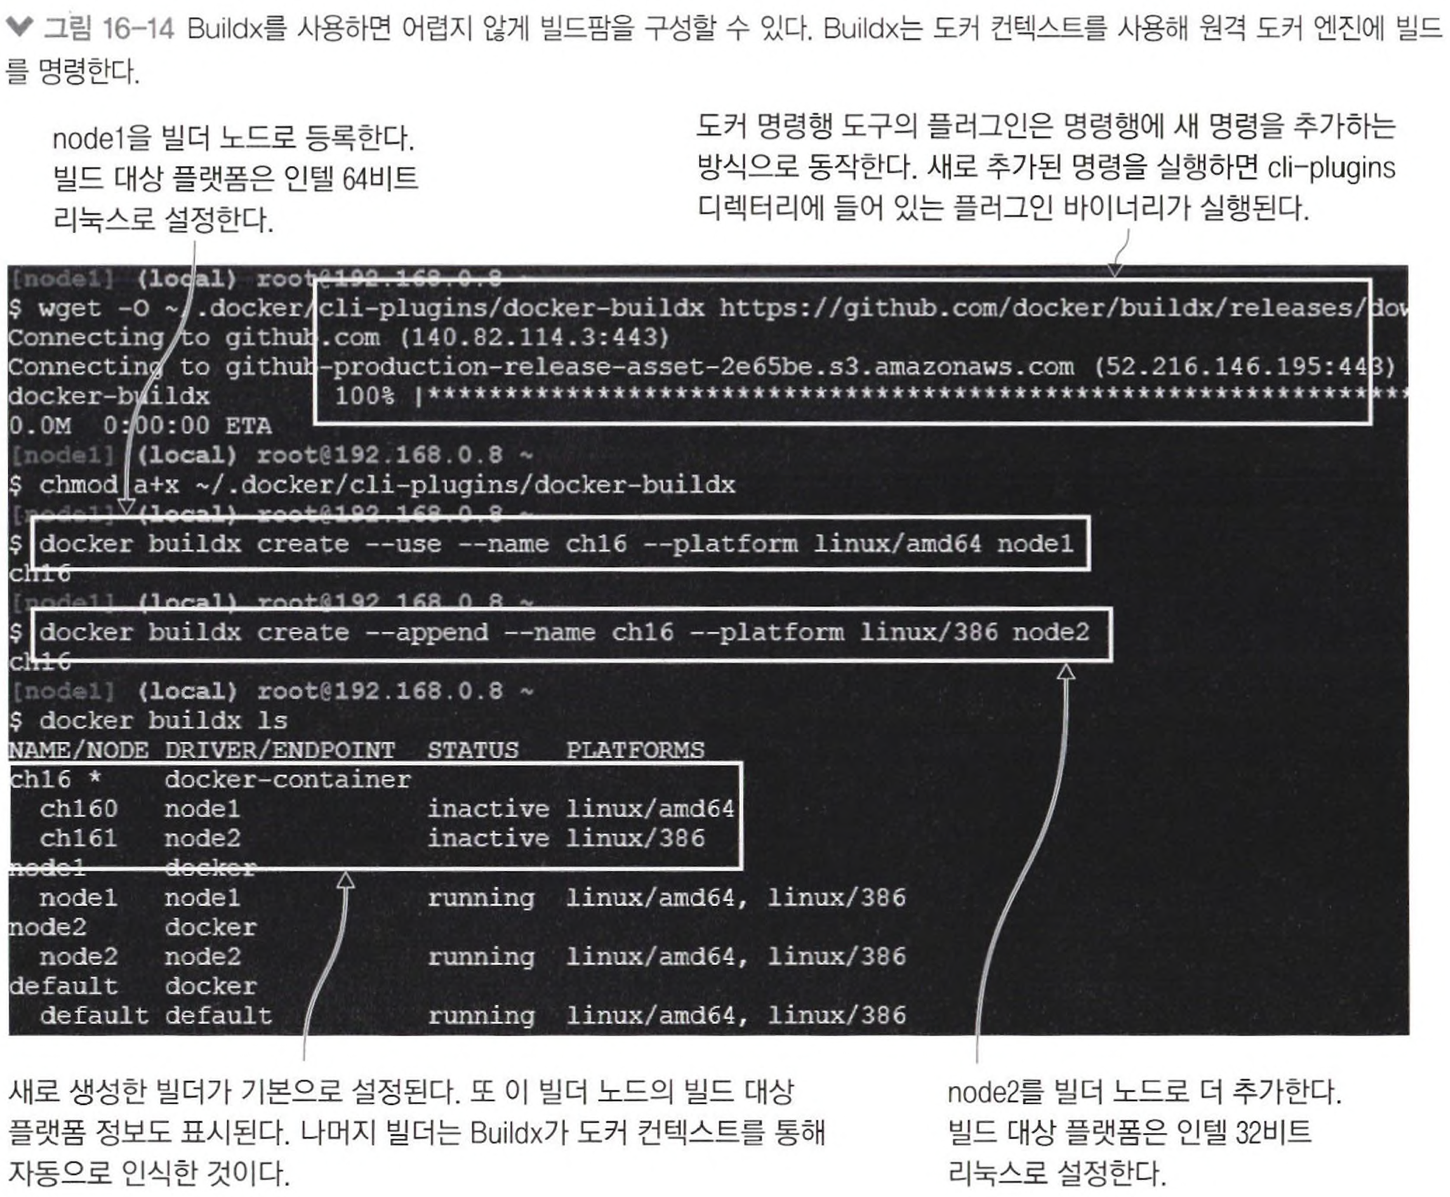 그림 16-14 Buildx를 사용하면 어렵지 않게 빌드팜을 구성할 수 있다. Buildx는 도커 컨텍스트를 사용해 원격 도커 엔진에 빌드
를 명령한다.
node1을 빌더 노드로 등록한다.
빌드 대상 플랫폼은 인텔 64비트
리눅스로 설정한다.
도커 명령행 도구의 플러그인은 명령행에 새 명령을 추가하는
방식으로 동작한다. 새로 추가된 명령을 실행하면 cli-plugins
디렉터리에 들어 있는 플러그인 바이너리가 실행된다.
[node1] (local) root@192.168.0.8 ~
$ wget -O ~/.docker/cli-plugins/docker-buildx https://github.com/docker/buildx/releases/dow
Connecting to github.com (140.82.114.3:443)
Connecting to github-production-release-asset-2e65be.s3.amazonaws.com (52.216.146.195:443)
docker-buildx 100% |***************************************************************
0.0M 0:00:00 ETA
[node1] (local) root@192.168.0.8 ~
$ chmod a+x ~/.docker/cli-plugins/docker-buildx
[node1] (local) root@192.168.0.8 ~
$ docker buildx create --use --name ch16 --platform linux/amd64 node1
ch16
[node1] (local) root@192.168.0.8 ~
$ docker buildx create --append --name ch16 --platform linux/386 node2
ch16
[node1] (local) root@192.168.0.8 ~
$ docker buildx ls
NAME/NODE DRIVER/ENDPOINT STATUS PLATFORMS
ch16 * docker-container
ch160 node1 inactive linux/amd64
ch161 node2 inactive linux/386
node1 docker
node1 node1 running linux/amd64, linux/386
node2 docker
node2 node2 running linux/amd64, linux/386
default docker
default default running linux/amd64, linux/386
새로 생성한 빌더가 기본으로 설정된다. 또 이 빌더 노드의 빌드 대상
플랫폼 정보도 표시된다. 나머지 빌더는 Buildx가 도커 컨텍스트를 통해
자동으로 인식한 것이다.
node2를 빌더 노드로 더 추가한다.
빌드 대상 플랫폼은 인텔 32비트
리눅스로 설정한다.